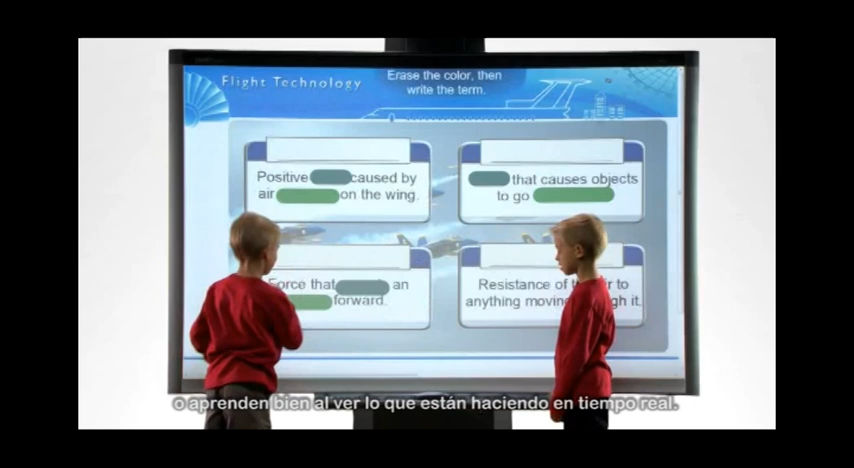 Flight Technology
Erase the color, then
write the term.
Positive caused by
air on the wing.
that causes objects
to go
Force that an
forward.
Resistance of to
anything moving it.
o aprenden bien al ver lo que están haciendo en tiempo real.